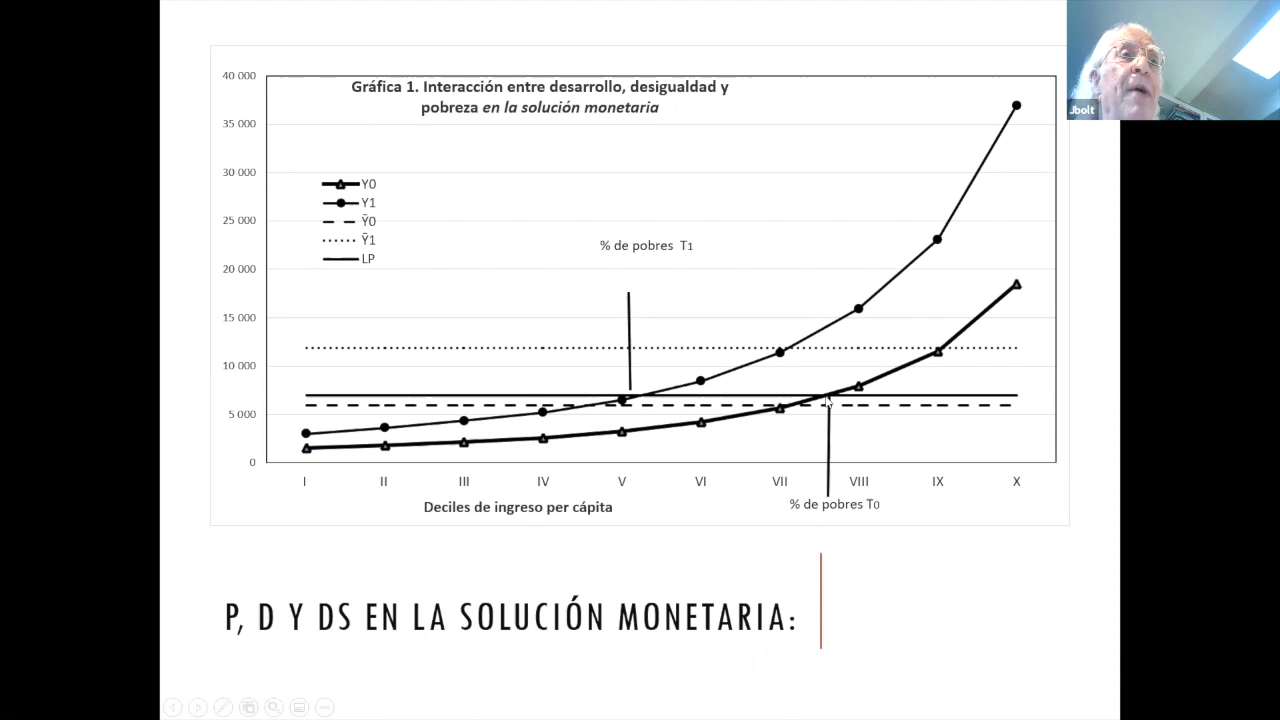 Gráfica 1. Interacción entre desarrollo, desigualdad y
pobreza en la solución monetaria
40 000
35 000
30 000
25 000
20 000
15 000
10 000
5 000
0
Y0
Y1
Ȳ0
Ȳ1
LP
% de pobres T1
% de pobres T0
I II III IV V VI VII VIII IX X
Deciles de ingreso per cápita
P, D Y DS EN LA SOLUCIÓN MONETARIA:
Jbolt